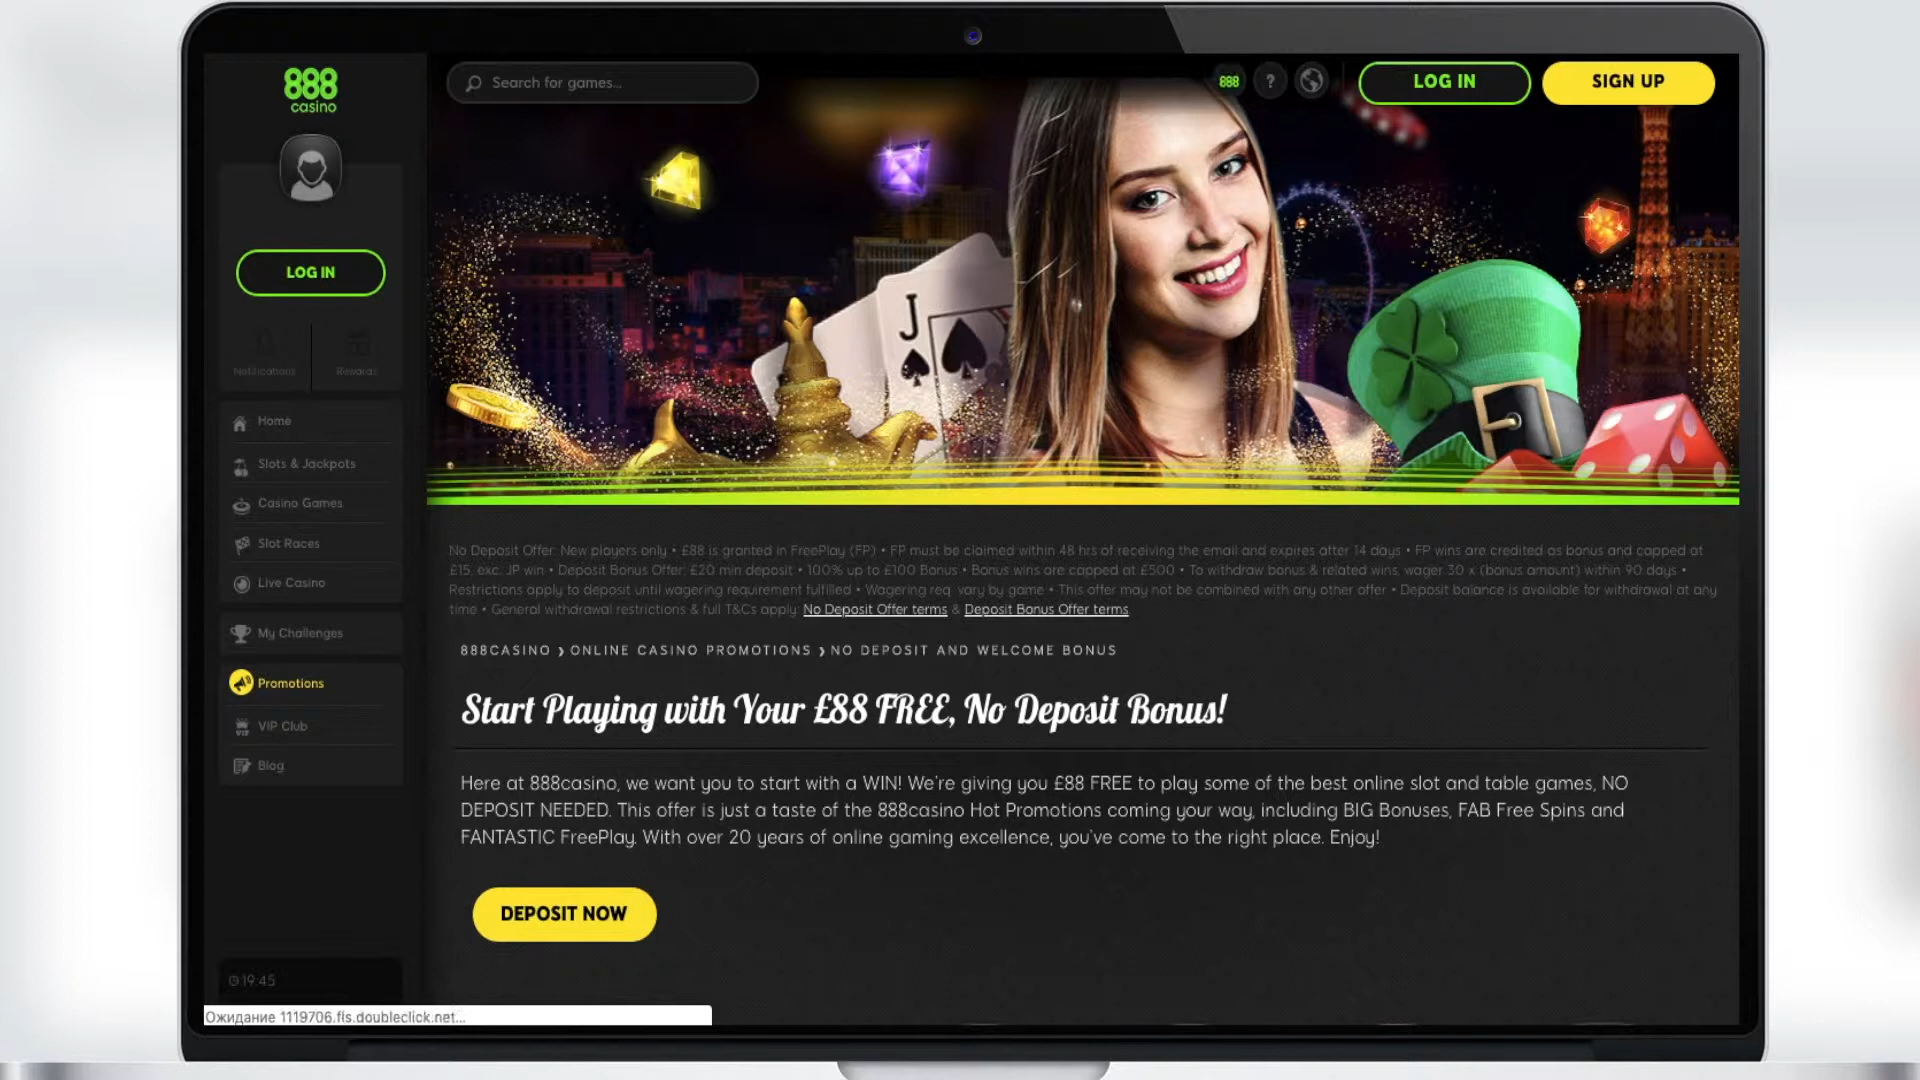 888
casino
Search for games...
888
?
LOG IN
SIGN UP
LOG IN
Notifications
Rewards
Home
Slots & Jackpots
Casino Games
Slot Races
Live Casino
My Challenges
Promotions
VIP
VIP Club
Blog
19:45
Ожидание 1119706.fls.doubleclick.net...
J
No Deposit Offer: New players only • £88 is granted in FreePlay (FP) • FP must be claimed within 48 hrs of receiving the email and expires after 14 days • FP wins are credited as bonus and capped at
£15, exc. JP win • Deposit Bonus Offer: £20 min deposit • 100% up to £100 Bonus • Bonus wins are capped at £500 • To withdraw bonus & related wins, wager 30 x (bonus amount) within 90 days •
Restrictions apply to deposit until wagering requirement fulfilled • Wagering req. vary by game • This offer may not be combined with any other offer • Deposit balance is available for withdrawal at any
time • General withdrawal restrictions & full T&Cs apply: No Deposit Offer terms & Deposit Bonus Offer terms
888CASINO ❯ ONLINE CASINO PROMOTIONS ❯ NO DEPOSIT AND WELCOME BONUS
Start Playing with Your £88 FREE, No Deposit Bonus!
Here at 888casino, we want you to start with a WIN! We're giving you £88 FREE to play some of the best online slot and table games, NO
DEPOSIT NEEDED. This offer is just a taste of the 888casino Hot Promotions coming your way, including BIG Bonuses, FAB Free Spins and
FANTASTIC FreePlay. With over 20 years of online gaming excellence, you've come to the right place. Enjoy!
DEPOSIT NOW